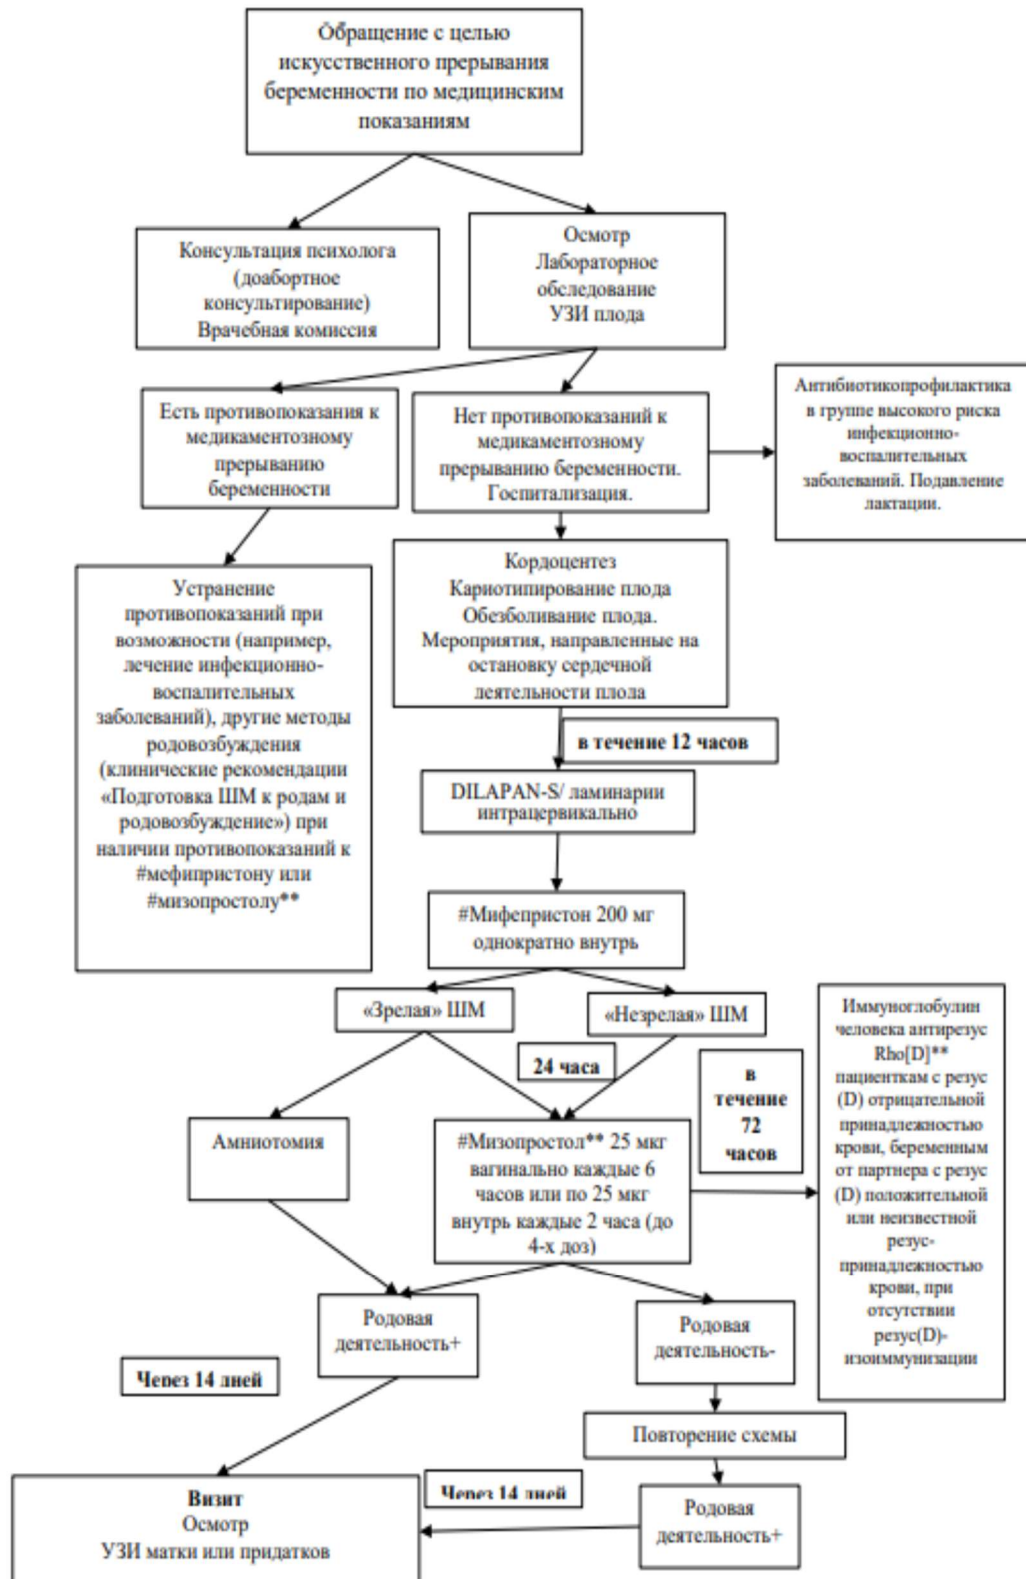 Обращение с целью
искусственного прерывания
беременности по медицинским
показаниям
Консультация психолога
(доабортное
консультирование)
Врачебная комиссия
Осмотр
Лабораторное
обследование
УЗИ плода
Есть противопоказания к
медикаментозному
прерыванию
беременности
Нет противопоказаний к
медикаментозному
прерыванию беременности.
Госпитализация.
Антибиотикопрофилактика
в группе высокого риска
инфекционно-
воспалительных
заболеваний. Подавление
лактации.
Устранение
противопоказаний при
возможности (например,
лечение инфекционно-
воспалительных
заболеваний), другие методы
родовозбуждения
(клинические рекомендации
«Подготовка ШМ к родам и
родовозбуждение») при
наличии противопоказаний к
#мефипристону или
#мизопростолу**
Кордоцентез
Кариотипирование плода
Обезболивание плода.
Мероприятия, направленные на
остановку сердечной
деятельности плода
в течение 12 часов
DILAPAN-S/ ламинарии
интрацервикально
#Мифепристон 200 мг
однократно внутрь
«Зрелая» ШМ
«Незрелая» ШМ
24 часа
в
течение
72
часов
Иммуноглобулин
человека антирезус
Rho[D]**
пациенткам с резус
(D) отрицательной
принадлежностью
крови, беременным
от партнера с резус
(D) положительной
или неизвестной
резус-
принадлежностью
крови, при
отсутствии
резус(D)-
изоиммунизации
Амниотомия
#Мизопростол** 25 мкг
вагинально каждые 6
часов или по 25 мкг
внутрь каждые 2 часа (до
4-х доз)
Родовая
деятельность+
Родовая
деятельность-
Через 14 дней
Повторение схемы
Через 14 дней
Родовая
деятельность+
Визит
Осмотр
УЗИ матки или придатков